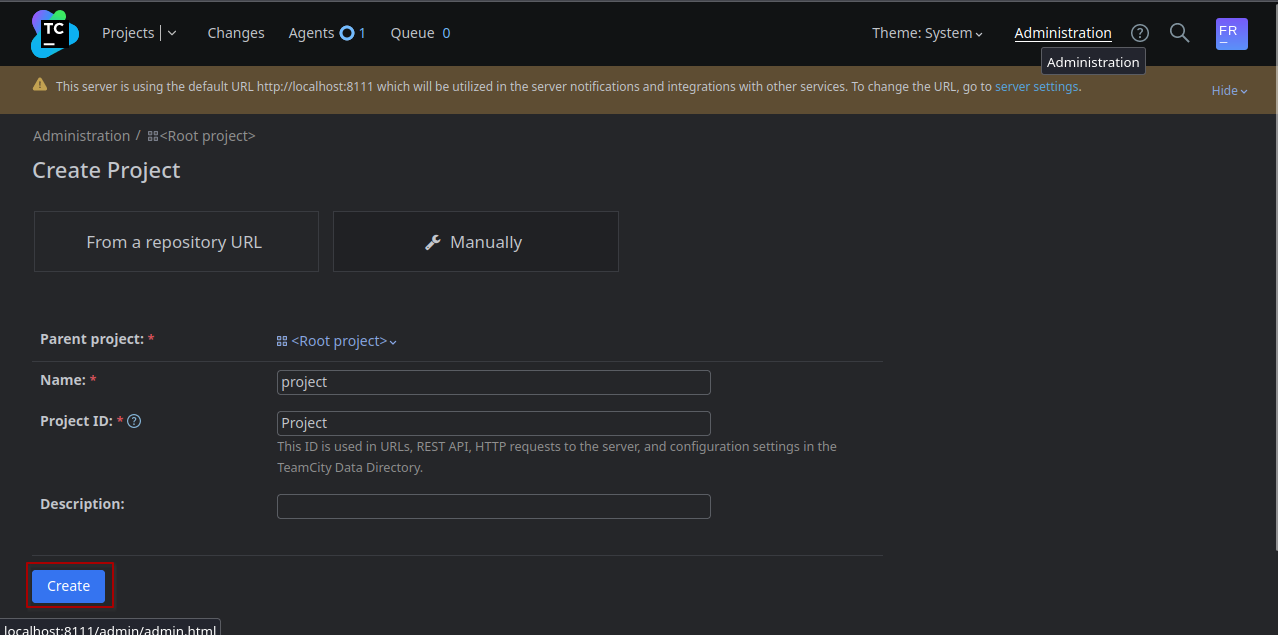 TC
Projects
Changes
Agents 1
Queue 0
Theme: System
Administration
?
FR
Administration
This server is using the default URL http://localhost:8111 which will be utilized in the server notifications and integrations with other services. To change the URL, go to server settings.
Hide
Administration / <Root project>
Create Project
From a repository URL
Manually
Parent project: *
<Root project>
Name: *
project
Project ID: * ?
Project
This ID is used in URLs, REST API, HTTP requests to the server, and configuration settings in the
TeamCity Data Directory.
Description:
Create
localhost:8111/admin/admin.html